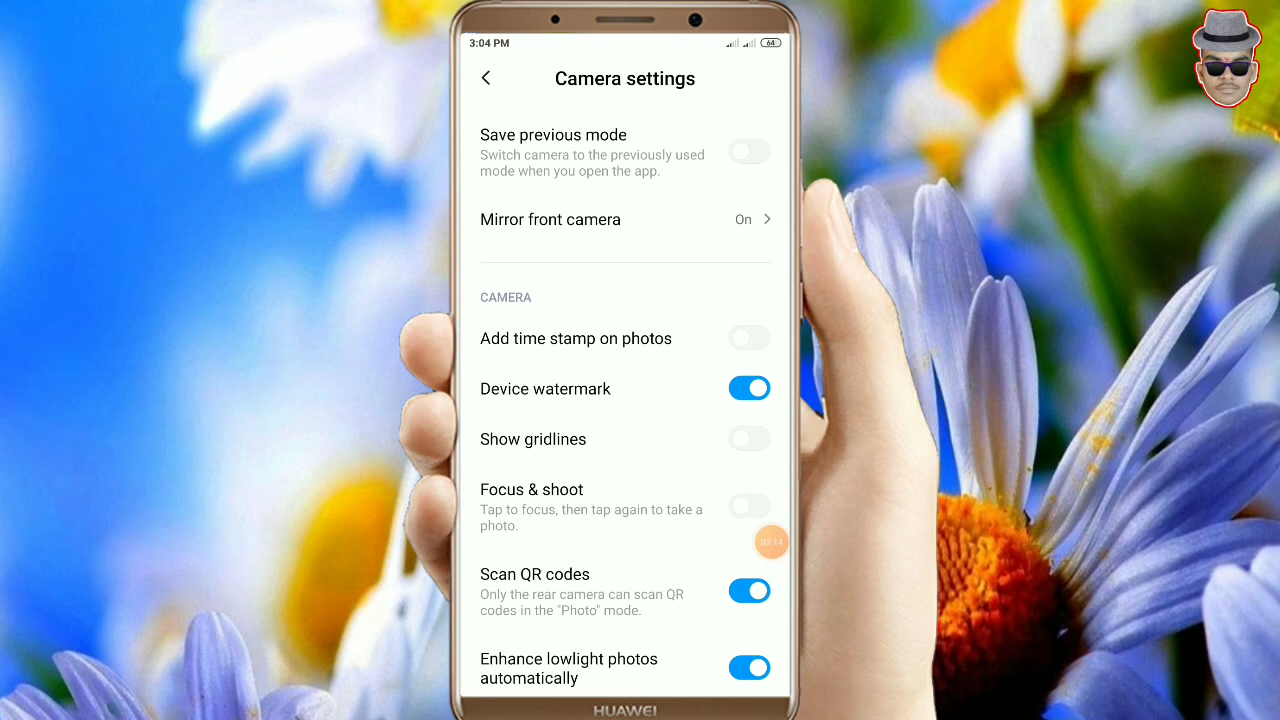 3:04 PM
64
Camera settings
Save previous mode
Switch camera to the previously used
mode when you open the app.
Mirror front camera
On
CAMERA
Add time stamp on photos
Device watermark
Show gridlines
Focus & shoot
Tap to focus, then tap again to take a
photo.
02:13
Scan QR codes
Only the rear camera can scan QR
codes in the "Photo" mode.
Enhance lowlight photos
automatically
HUAWEI